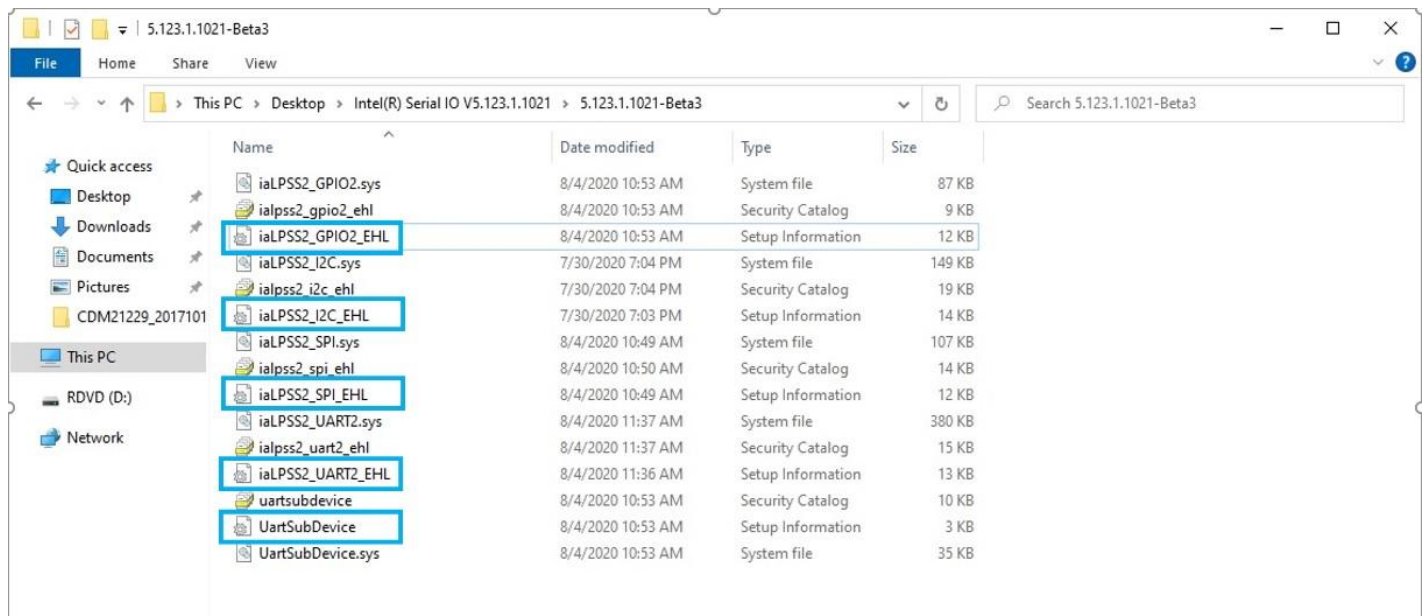 5.123.1.1021-Beta3
File Home Share View
This PC > Desktop > Intel(R) Serial IO V5.123.1.1021 > 5.123.1.1021-Beta3
Search 5.123.1.1021-Beta3
Name Date modified Type Size
Quick access
Desktop
Downloads
Documents
Pictures
CDM21229_2017101
This PC
RDVD (D:)
Network
iaLPSS2_GPIO2.sys 8/4/2020 10:53 AM System file 87 KB
ialpss2_gpio2_ehl 8/4/2020 10:53 AM Security Catalog 9 KB
iaLPSS2_GPIO2_EHL 8/4/2020 10:53 AM Setup Information 12 KB
iaLPSS2_I2C.sys 7/30/2020 7:04 PM System file 149 KB
ialpss2_i2c_ehl 7/30/2020 7:04 PM Security Catalog 19 KB
iaLPSS2_I2C_EHL 7/30/2020 7:03 PM Setup Information 14 KB
iaLPSS2_SPI.sys 8/4/2020 10:49 AM System file 107 KB
ialpss2_spi_ehl 8/4/2020 10:50 AM Security Catalog 14 KB
iaLPSS2_SPI_EHL 8/4/2020 10:49 AM Setup Information 12 KB
iaLPSS2_UART2.sys 8/4/2020 11:37 AM System file 380 KB
ialpss2_uart2_ehl 8/4/2020 11:37 AM Security Catalog 15 KB
iaLPSS2_UART2_EHL 8/4/2020 11:36 AM Setup Information 13 KB
uartsubdevice 8/4/2020 10:53 AM Security Catalog 10 KB
UartSubDevice 8/4/2020 10:53 AM Setup Information 3 KB
UartSubDevice.sys 8/4/2020 10:53 AM System file 35 KB